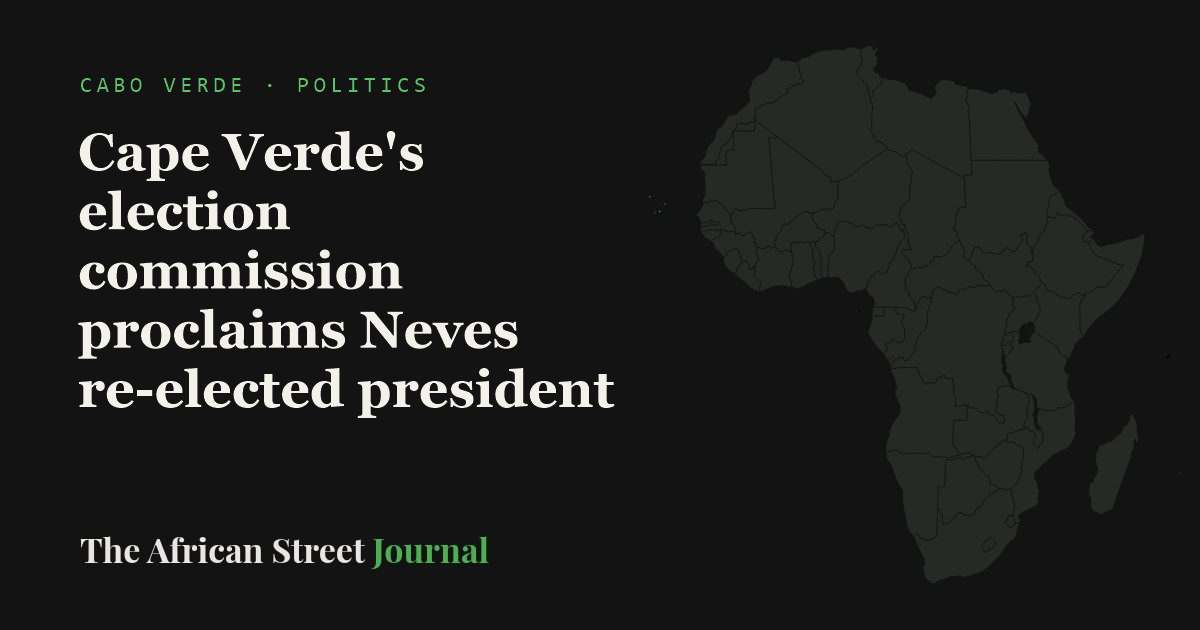 CABO VERDE · POLITICS
Cape Verde's
election
commission
proclaims Neves
re-elected president
The African Street Journal